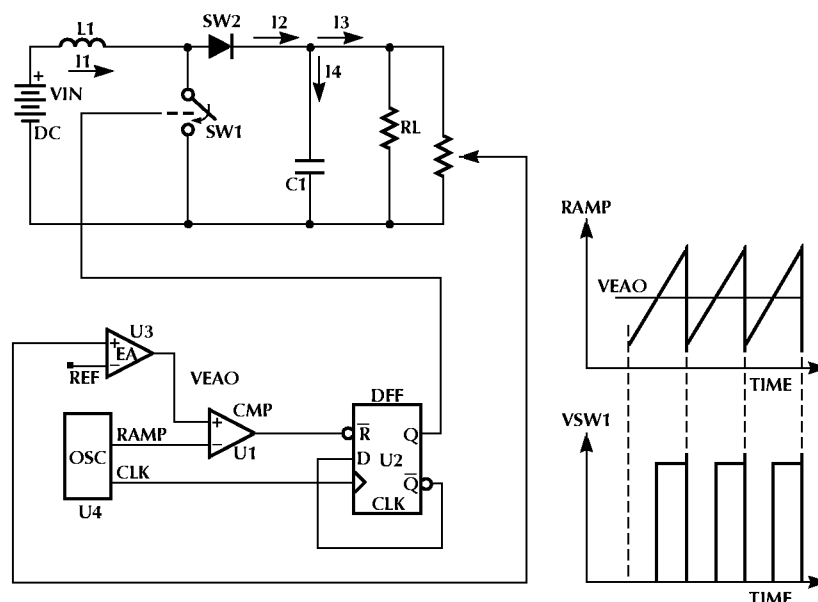 SW2
L1
I2
I3
I1
+
I4
VIN
DC
SW1
RL
C1
RAMP
VEAO
TIME
U3
+
EA
−
REF
VEAO
CMP
DFF
+
−
U1
RAMP
OSC
CLK
U4
R
Q
D
U2
Q
CLK
VSW1
TIME